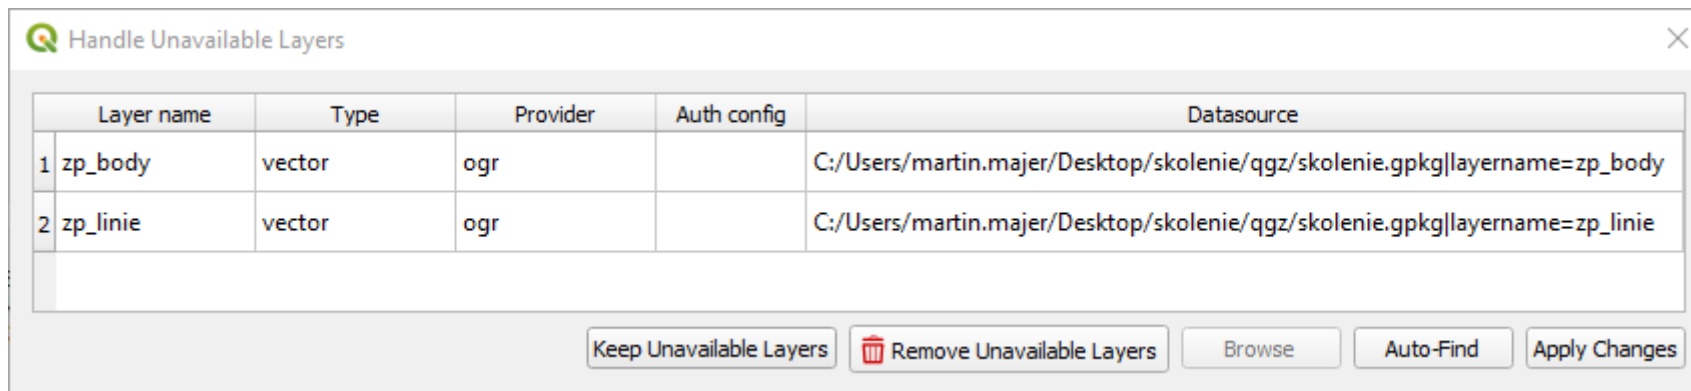 Handle Unavailable Layers
Layer name Type Provider Auth config Datasource
1 zp_body vector ogr C:/Users/martin.majer/Desktop/skolenie/qgz/skolenie.gpkg|layername=zp_body
2 zp_linie vector ogr C:/Users/martin.majer/Desktop/skolenie/qgz/skolenie.gpkg|layername=zp_linie
Keep Unavailable Layers Remove Unavailable Layers Browse Auto-Find Apply Changes